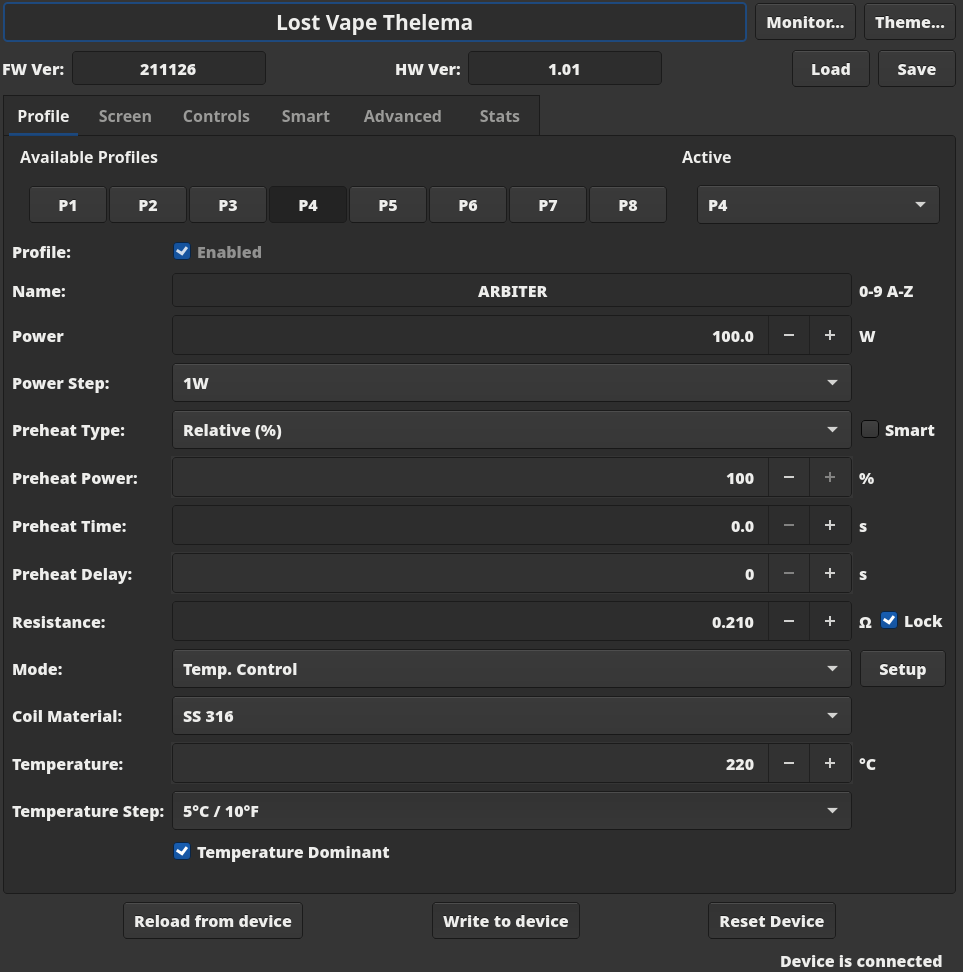 Lost Vape Thelema Monitor... Theme...
FW Ver: 211126 HW Ver: 1.01 Load Save
Profile Screen Controls Smart Advanced Stats
Available Profiles Active
P1 P2 P3 P4 P5 P6 P7 P8 P4
Profile: Enabled
Name: ARBITER 0-9 A-Z
Power 100.0 − + W
Power Step: 1W
Preheat Type: Relative (%) Smart
Preheat Power: 100 − + %
Preheat Time: 0.0 − + s
Preheat Delay: 0 − + s
Resistance: 0.210 − + Ω Lock
Mode: Temp. Control Setup
Coil Material: SS 316
Temperature: 220 − + °C
Temperature Step: 5°C / 10°F
Temperature Dominant
Reload from device Write to device Reset Device
Device is connected